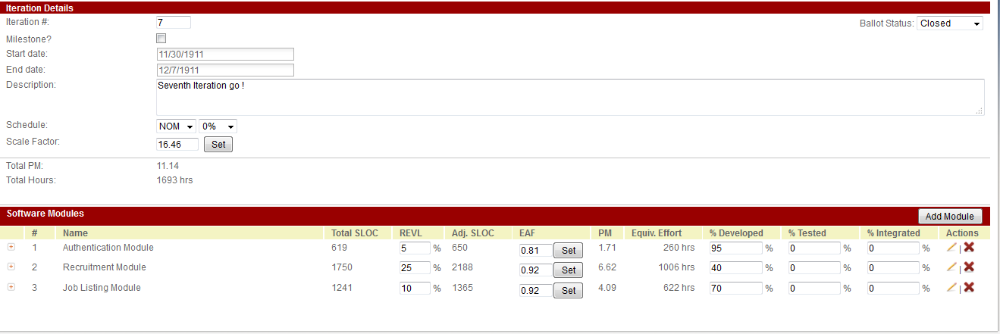 Iteration Details
Iteration #: 7 Ballot Status: Closed
Milestone?
Start date: 11/30/1911
End date: 12/7/1911
Description: Seventh Iteration go !
Schedule: NOM 0%
Scale Factor: 16.46 Set
Total PM: 11.14
Total Hours: 1693 hrs
Software Modules Add Module
# Name Total SLOC REVL Adj. SLOC EAF PM Equiv. Effort % Developed % Tested % Integrated Actions
1 Authentication Module 619 5 % 650 0.81 Set 1.71 260 hrs 95 % 0 % 0 % |
2 Recruitment Module 1750 25 % 2188 0.92 Set 6.62 1006 hrs 40 % 0 % 0 % |
3 Job Listing Module 1241 10 % 1365 0.92 Set 4.09 622 hrs 70 % 0 % 0 % |